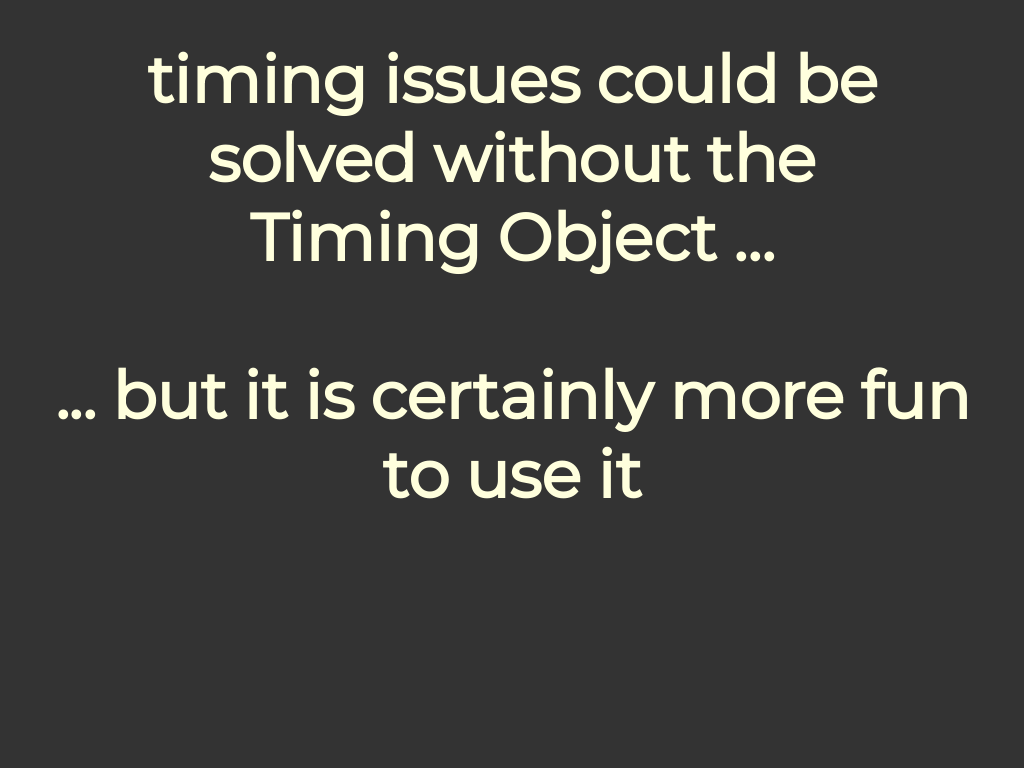 timing issues could be
solved without the
Timing Object ...
... but it is certainly more fun
to use it